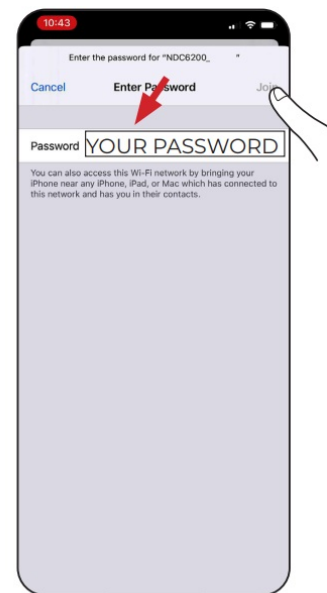 10:43
Enter the password for "NDC6200_ "
Cancel Enter Password Join
Password YOUR PASSWORD
You can also access this Wi-Fi network by bringing your
iPhone near any iPhone, iPad, or Mac which has connected to
this network and has you in their contacts.